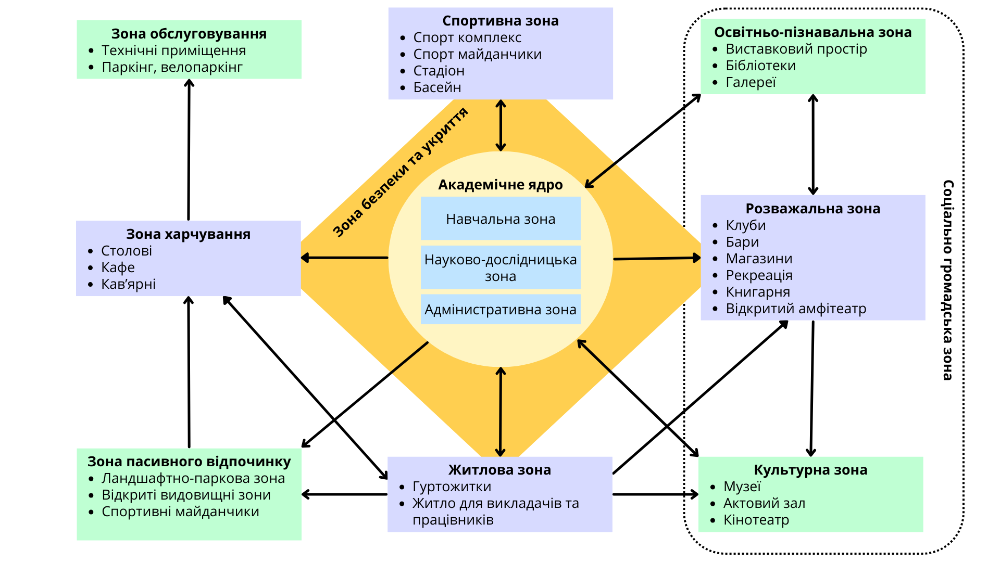 Зона обслуговування
Технічні приміщення
Паркінг, велопаркінг
Спортивна зона
Спорт комплекс
Спорт майданчики
Стадіон
Басейн
Освітньо-пізнавальна зона
Виставковий простір
Бібліотеки
Галереї
Зона безпеки та укриття
Академічне ядро
Навчальна зона
Науково-дослідницька
зона
Адміністративна зона
Зона харчування
Столові
Кафе
Кав’ярні
Розважальна зона
Клуби
Бари
Магазини
Рекреація
Книгарня
Відкритий амфітеатр
Соціально громадська зона
Зона пасивного відпочинку
Ландшафтно-паркова зона
Відкриті видовищні зони
Спортивні майданчики
Житлова зона
Гуртожитки
Житло для викладачів та
працівників
Культурна зона
Музеї
Актовий зал
Кінотеатр